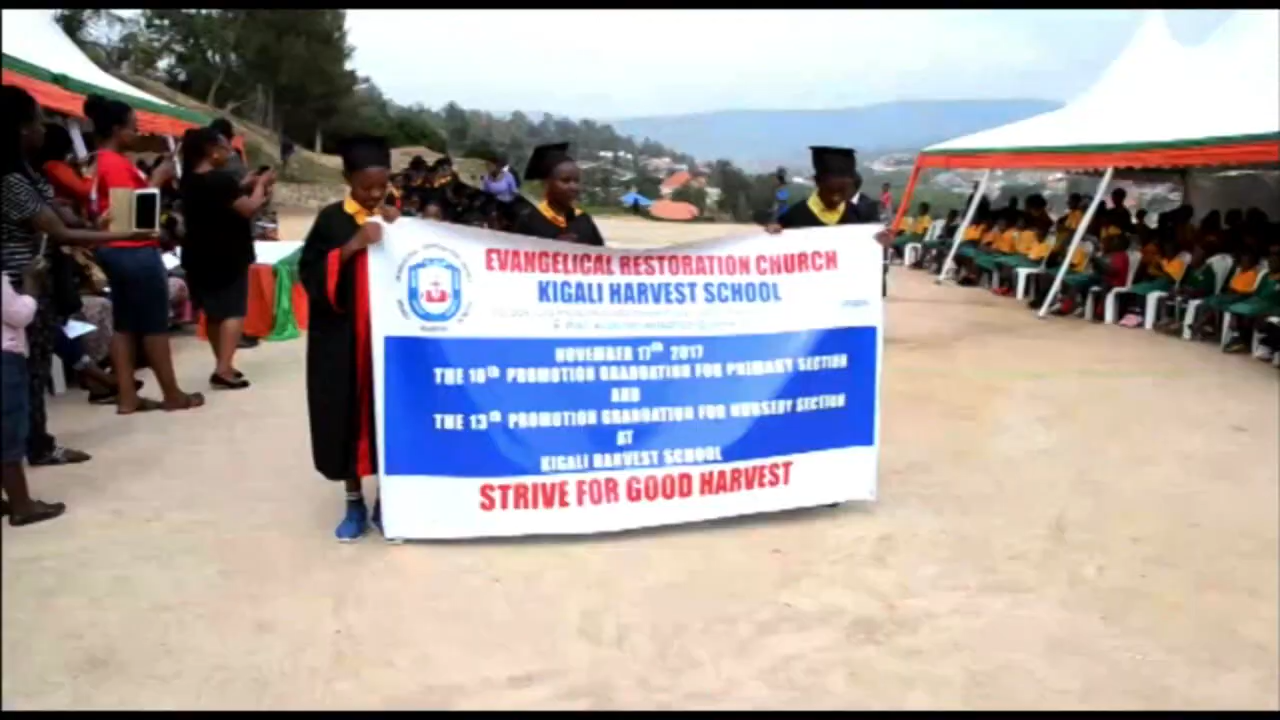 EVANGELICAL RESTORATION CHURCH
KIGALI HARVEST SCHOOL
NOVEMBER 17th 2017
THE 10th PROMOTION GRADUATION FOR PRIMARY SECTION
AND
THE 13th PROMOTION GRADUATION FOR NURSERY SECTION
AT
KIGALI HARVEST SCHOOL
STRIVE FOR GOOD HARVEST